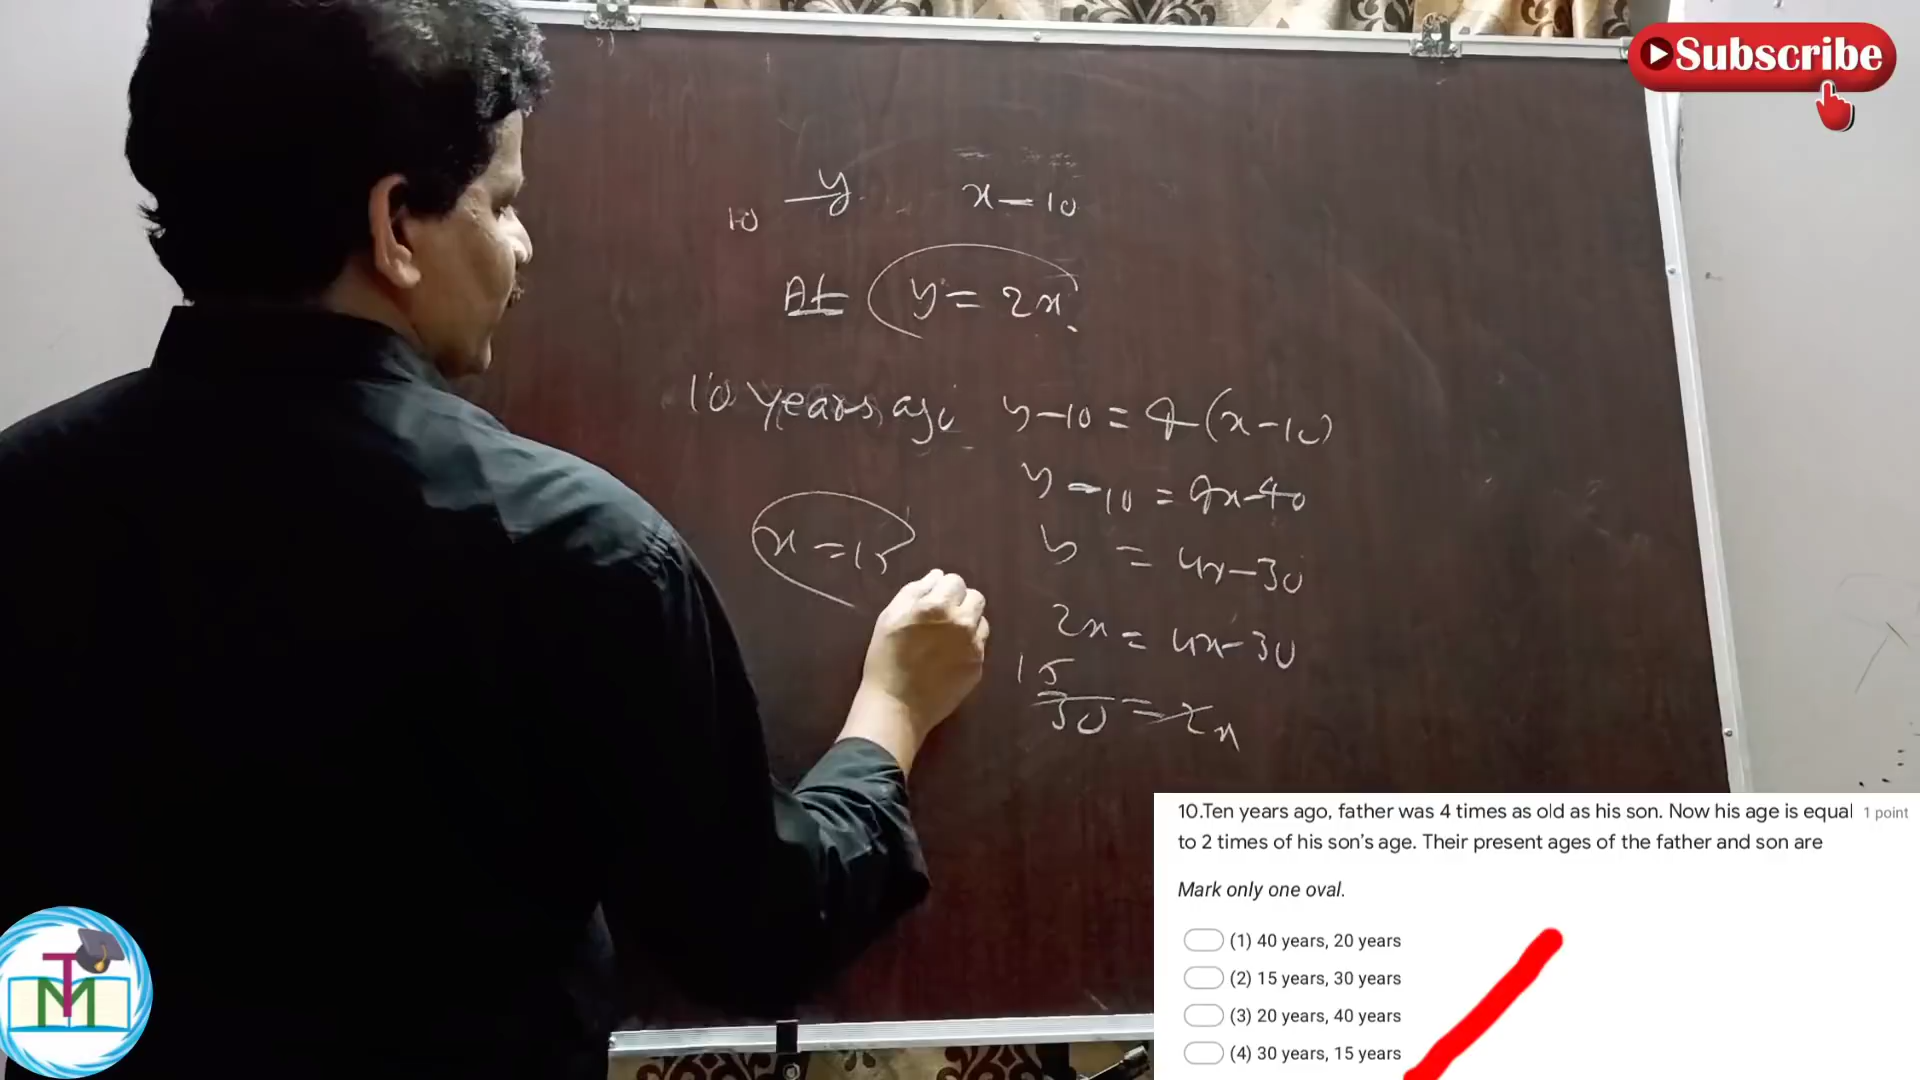 Subscribe
y x-10
10
At y=2x
10 years ago y-10=4(x-10)
y-10=4x-40
x=15
y=4x-30
2x=4x-30
15
30=2x
10.Ten years ago, father was 4 times as old as his son. Now his age is equal 1 point
to 2 times of his son's age. Their present ages of the father and son are
Mark only one oval.
(1) 40 years, 20 years
(2) 15 years, 30 years
(3) 20 years, 40 years
(4) 30 years, 15 years
TM